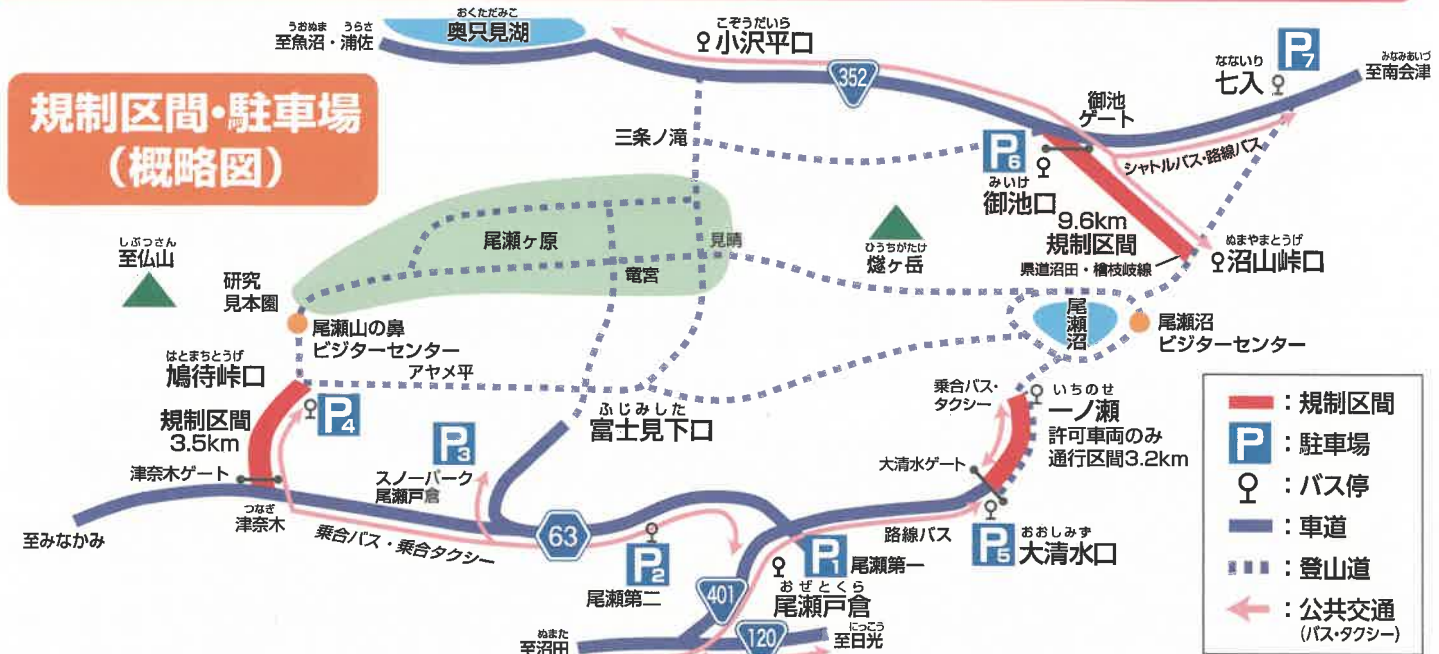 規制区間・駐車場
(概略図)
うおぬま うらさ
至魚沼・浦佐
おくただみこ
奥只見湖
こぞうだいら
小沢平口
352
P7
なないり
七入
みなみあいづ
至南会津
御池
ゲート
シャトルバス・路線バス
三条ノ滝
P6
みいけ
御池口
9.6km
規制区間
県道沼田・檜枝岐線
ぬまやまとうげ
沼山峠口
しぶつさん
至仏山
研究
見本園
尾瀬ヶ原
竜宮
見晴
ひうちがたけ
燧ヶ岳
尾瀬沼
尾瀬沼
ビジターセンター
尾瀬山の鼻
ビジターセンター
アヤメ平
はとまちとうげ
鳩待峠口
規制区間
3.5km
P4
津奈木ゲート
つなぎ
津奈木
至みなかみ
乗合バス・乗合タクシー
P3
スノーパーク
尾瀬戸倉
ふじみした
富士見下口
63
P2
尾瀬第二
乗合バス・
タクシー
いちのせ
一ノ瀬
許可車両のみ
通行区間3.2km
大清水ゲート
路線バス
P5
おおしみず
大清水口
P1
尾瀬第一
おぜとくら
尾瀬戸倉
401
120
ぬまた
至沼田
にっこう
至日光
:規制区間
P
:駐車場
:バス停
:車道
:登山道
:公共交通
(バス・タクシー)